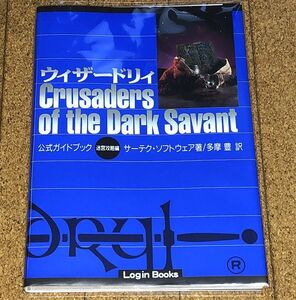 ウィザードリィ
Crusaders
of the Dark Savant
公式ガイドブック 迷宮攻略編 サーテク・ソフトウェア著/多摩 豊 訳
Login Books
®